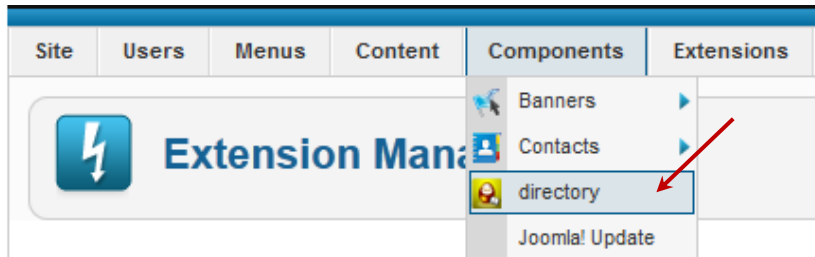 Site Users Menus Content Components Extensions
Banners
Extension Mana
Contacts
directory
Joomla! Update